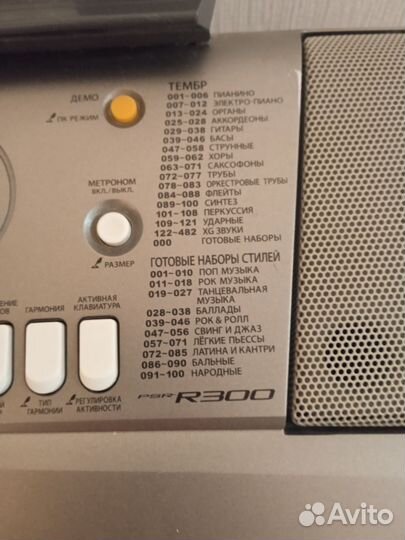 ТЕМБР
001-006 ПИАНИНО
007-012 ЭЛЕКТРО-ПИАНО
013-024 ОРГАНЫ
025-028 АККОРДЕОНЫ
029-038 ГИТАРЫ
039-046 БАСЫ
047-058 СТРУННЫЕ
059-062 ХОРЫ
063-071 САКСОФОНЫ
072-077 ТРУБЫ
078-083 ОРКЕСТРОВЫЕ ТРУБЫ
084-088 ФЛЕЙТЫ
089-100 СИНТЕЗ
101-108 ПЕРКУССИЯ
109-121 УДАРНЫЕ
122-482 XG ЗВУКИ
000 ГОТОВЫЕ НАБОРЫ
ДЕМО
ПК РЕЖИМ
МЕТРОНОМ
ВКЛ./ВЫКЛ.
РАЗМЕР
ГОТОВЫЕ НАБОРЫ СТИЛЕЙ
001-010 ПОП МУЗЫКА
011-018 РОК МУЗЫКА
019-027 ТАНЦЕВАЛЬНАЯ
МУЗЫКА
028-038 БАЛЛАДЫ
039-046 РОК & РОЛЛ
047-056 СВИНГ И ДЖАЗ
057-071 ЛЁГКИЕ ПЬЕСЫ
072-085 ЛАТИНА И КАНТРИ
086-090 БАЛЬНЫЕ
091-100 НАРОДНЫЕ
ГАРМОНИЯ
АКТИВНАЯ
КЛАВИАТУРА
ТИП
ГАРМОНИИ
РЕГУЛИРОВКА
АКТИВНОСТИ
PSR R300
Avito